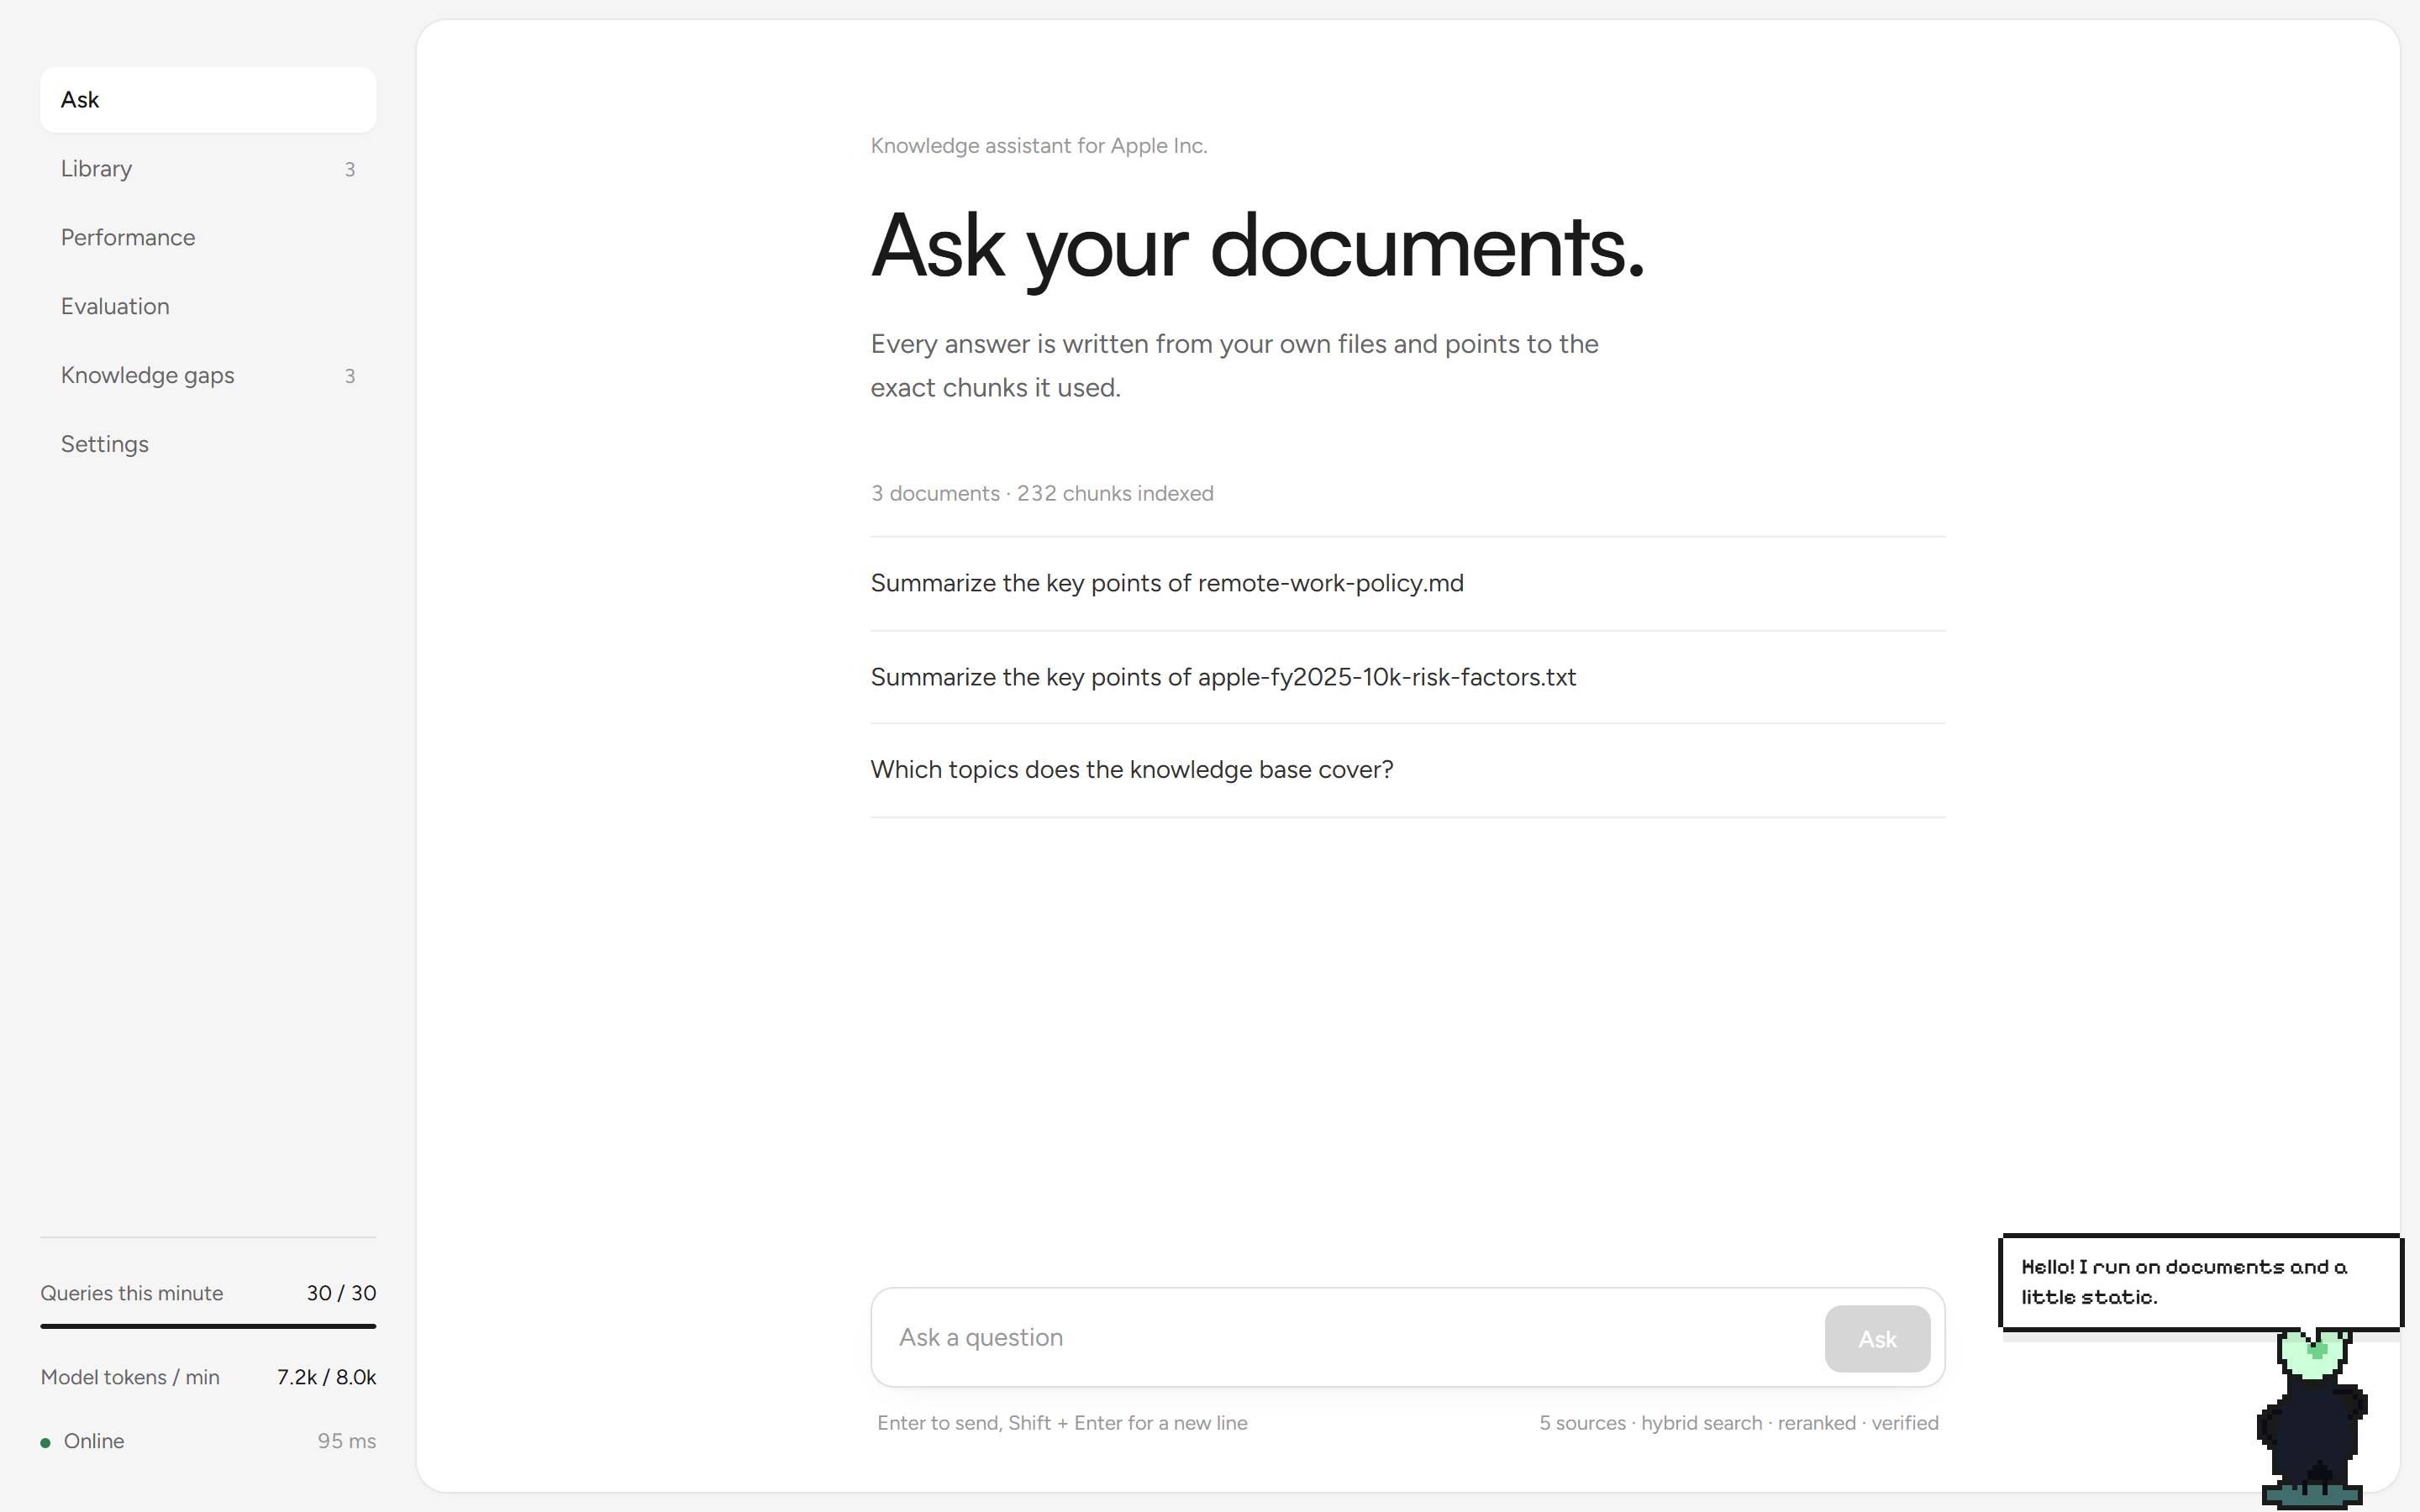 Ask
Library 3
Performance
Evaluation
Knowledge gaps 3
Settings
Queries this minute 30 / 30
Model tokens / min 7.2k / 8.0k
Online 95 ms
Knowledge assistant for Apple Inc.
Ask your documents.
Every answer is written from your own files and points to the
exact chunks it used.
3 documents · 232 chunks indexed
Summarize the key points of remote-work-policy.md
Summarize the key points of apple-fy2025-10k-risk-factors.txt
Which topics does the knowledge base cover?
Ask a question Ask
Enter to send, Shift + Enter for a new line 5 sources · hybrid search · reranked · verified
Hello! I run on documents and a
little static.